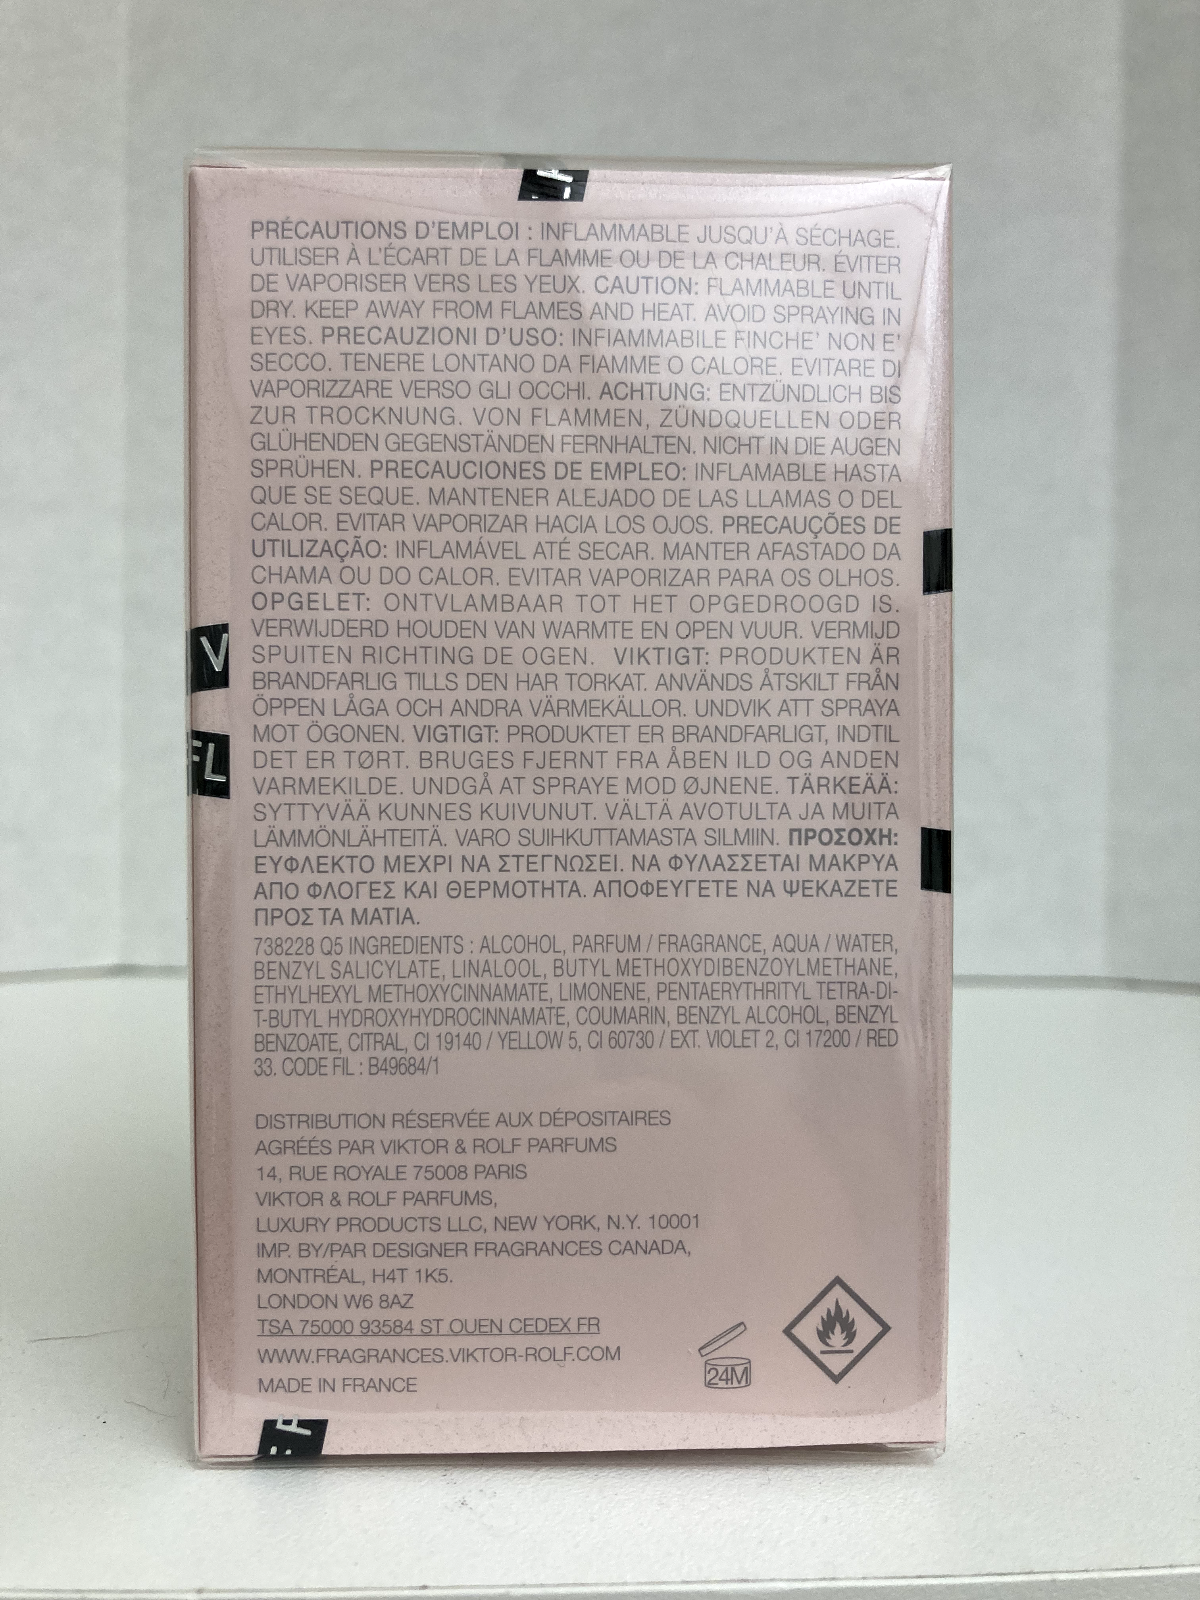 PRÉCAUTIONS D'EMPLOI : INFLAMMABLE JUSQU'À SÉCHAGE.
UTILISER À L'ÉCART DE LA FLAMME OU DE LA CHALEUR. ÉVITER
DE VAPORISER VERS LES YEUX. CAUTION: FLAMMABLE UNTIL
DRY. KEEP AWAY FROM FLAMES AND HEAT. AVOID SPRAYING IN
EYES. PRECAUZIONI D'USO: INFIAMMABILE FINCHE' NON E'
SECCO. TENERE LONTANO DA FIAMME O CALORE. EVITARE DI
VAPORIZZARE VERSO GLI OCCHI. ACHTUNG: ENTZÜNDLICH BIS
ZUR TROCKNUNG. VON FLAMMEN, ZÜNDQUELLEN ODER
GLÜHENDEN GEGENSTÄNDEN FERNHALTEN. NICHT IN DIE AUGEN
SPRÜHEN. PRECAUCIONES DE EMPLEO: INFLAMABLE HASTA
QUE SE SEQUE. MANTENER ALEJADO DE LAS LLAMAS O DEL
CALOR. EVITAR VAPORIZAR HACIA LOS OJOS. PRECAUÇÕES DE
UTILIZAÇÃO: INFLAMÁVEL ATÉ SECAR. MANTER AFASTADO DA
CHAMA OU DO CALOR. EVITAR VAPORIZAR PARA OS OLHOS.
OPGELET: ONTVLAMBAAR TOT HET OPGEDROOGD IS.
VERWIJDERD HOUDEN VAN WARMTE EN OPEN VUUR. VERMIJD
SPUITEN RICHTING DE OGEN. VIKTIGT: PRODUKTEN ÄR
BRANDFARLIG TILLS DEN HAR TORKAT. ANVÄNDS ÅTSKILT FRÅN
ÖPPEN LÅGA OCH ANDRA VÄRMEKÄLLOR. UNDVIK ATT SPRAYA
MOT ÖGONEN. VIGTIGT: PRODUKTET ER BRANDFARLIGT, INDTIL
DET ER TØRT. BRUGES FJERNT FRA ÅBEN ILD OG ANDEN
VARMEKILDE. UNDGÅ AT SPRAYE MOD ØJNENE. TÄRKEÄÄ:
SYTTYVÄÄ KUNNES KUIVUNUT. VÄLTÄ AVOTULTA JA MUITA
LÄMMÖNLÄHTEITÄ. VARO SUIHKUTTAMASTA SILMIIN. ΠΡΟΣΟΧΗ:
ΕΥΦΛΕΚΤΟ ΜΕΧΡΙ ΝΑ ΣΤΕΓΝΩΣΕΙ. ΝΑ ΦΥΛΑΣΣΕΤΑΙ ΜΑΚΡΥΑ
ΑΠΟ ΦΛΟΓΕΣ ΚΑΙ ΘΕΡΜΟΤΗΤΑ. ΑΠΟΦΕΥΓΕΤΕ ΝΑ ΨΕΚΑΖΕΤΕ
ΠΡΟΣ ΤΑ ΜΑΤΙΑ.
738228 Q5 INGREDIENTS : ALCOHOL, PARFUM / FRAGRANCE, AQUA / WATER,
BENZYL SALICYLATE, LINALOOL, BUTYL METHOXYDIBENZOYLMETHANE,
ETHYLHEXYL METHOXYCINNAMATE, LIMONENE, PENTAERYTHRITYL TETRA-DI-
T-BUTYL HYDROXYHYDROCINNAMATE, COUMARIN, BENZYL ALCOHOL, BENZYL
BENZOATE, CITRAL, CI 19140 / YELLOW 5, CI 60730 / EXT. VIOLET 2, CI 17200 / RED
33. CODE FIL : B49684/1
DISTRIBUTION RÉSERVÉE AUX DÉPOSITAIRES
AGRÉÉS PAR VIKTOR & ROLF PARFUMS
14, RUE ROYALE 75008 PARIS
VIKTOR & ROLF PARFUMS,
LUXURY PRODUCTS LLC, NEW YORK, N.Y. 10001
IMP. BY/PAR DESIGNER FRAGRANCES CANADA,
MONTRÉAL, H4T 1K5.
LONDON W6 8AZ
TSA 75000 93584 ST OUEN CEDEX FR
WWW.FRAGRANCES.VIKTOR-ROLF.COM
MADE IN FRANCE
24M
V
FL